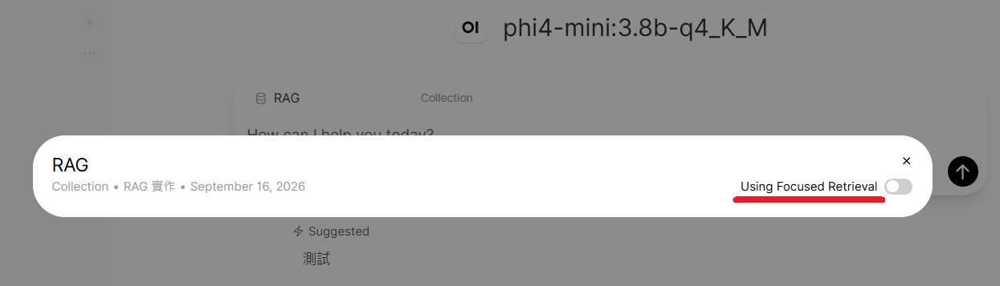 OI phi4-mini:3.8b-q4_K_M
RAG Collection
How can I help you today?
RAG
Collection • RAG 實作 • September 16, 2026
Using Focused Retrieval
Suggested
測試